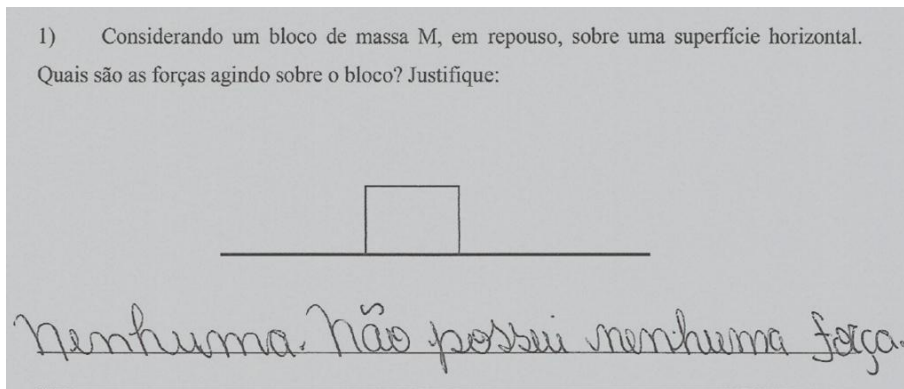 1) Considerando um bloco de massa M, em repouso, sobre uma superfície horizontal.
Quais são as forças agindo sobre o bloco? Justifique:
Nenhuma. Não possui nenhuma força.